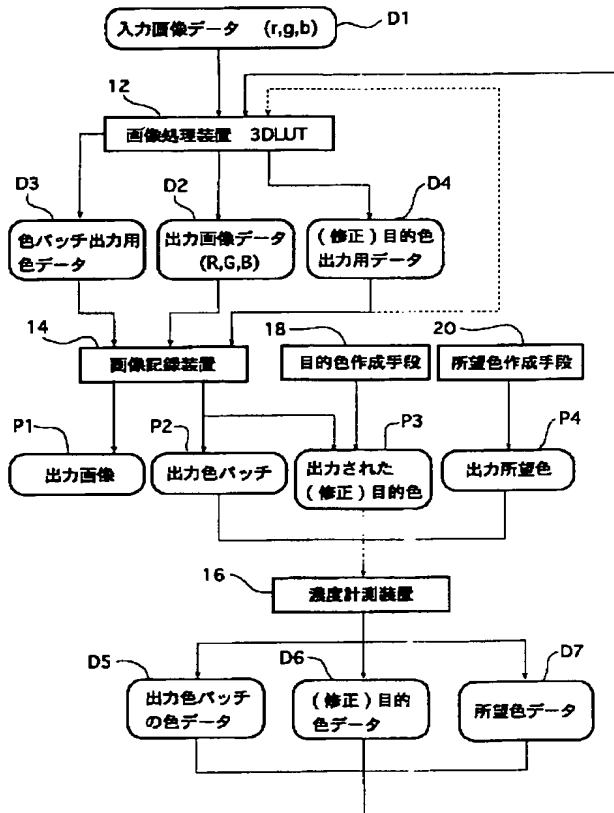 入力画像データ (r,g,b)
D1
12
画像処理装置 3DLUT
D3
D2
D4
色パッチ出力用
色データ
出力画像データ
(R,G,B)
(修正)目的色
出力用データ
14
画像記録装置
18
目的色作成手段
20
所望色作成手段
P1
出力画像
P2
出力色パッチ
P3
出力された
(修正)目的色
P4
出力所望色
16
濃度計測装置
D5
出力色パッチ
の色データ
D6
(修正)目的
色データ
D7
所望色データ